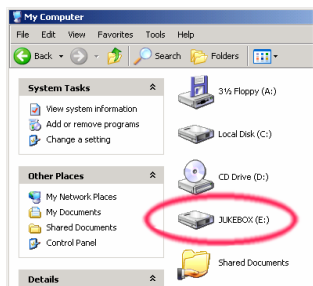 My Computer
File Edit View Favorites Tools Help
Back Search Folders
System Tasks
View system information
Add or remove programs
Change a setting
Other Places
My Network Places
My Documents
Shared Documents
Control Panel
Details
3½ Floppy (A:)
Local Disk (C:)
CD Drive (D:)
JUKEBOX (E:)
Shared Documents